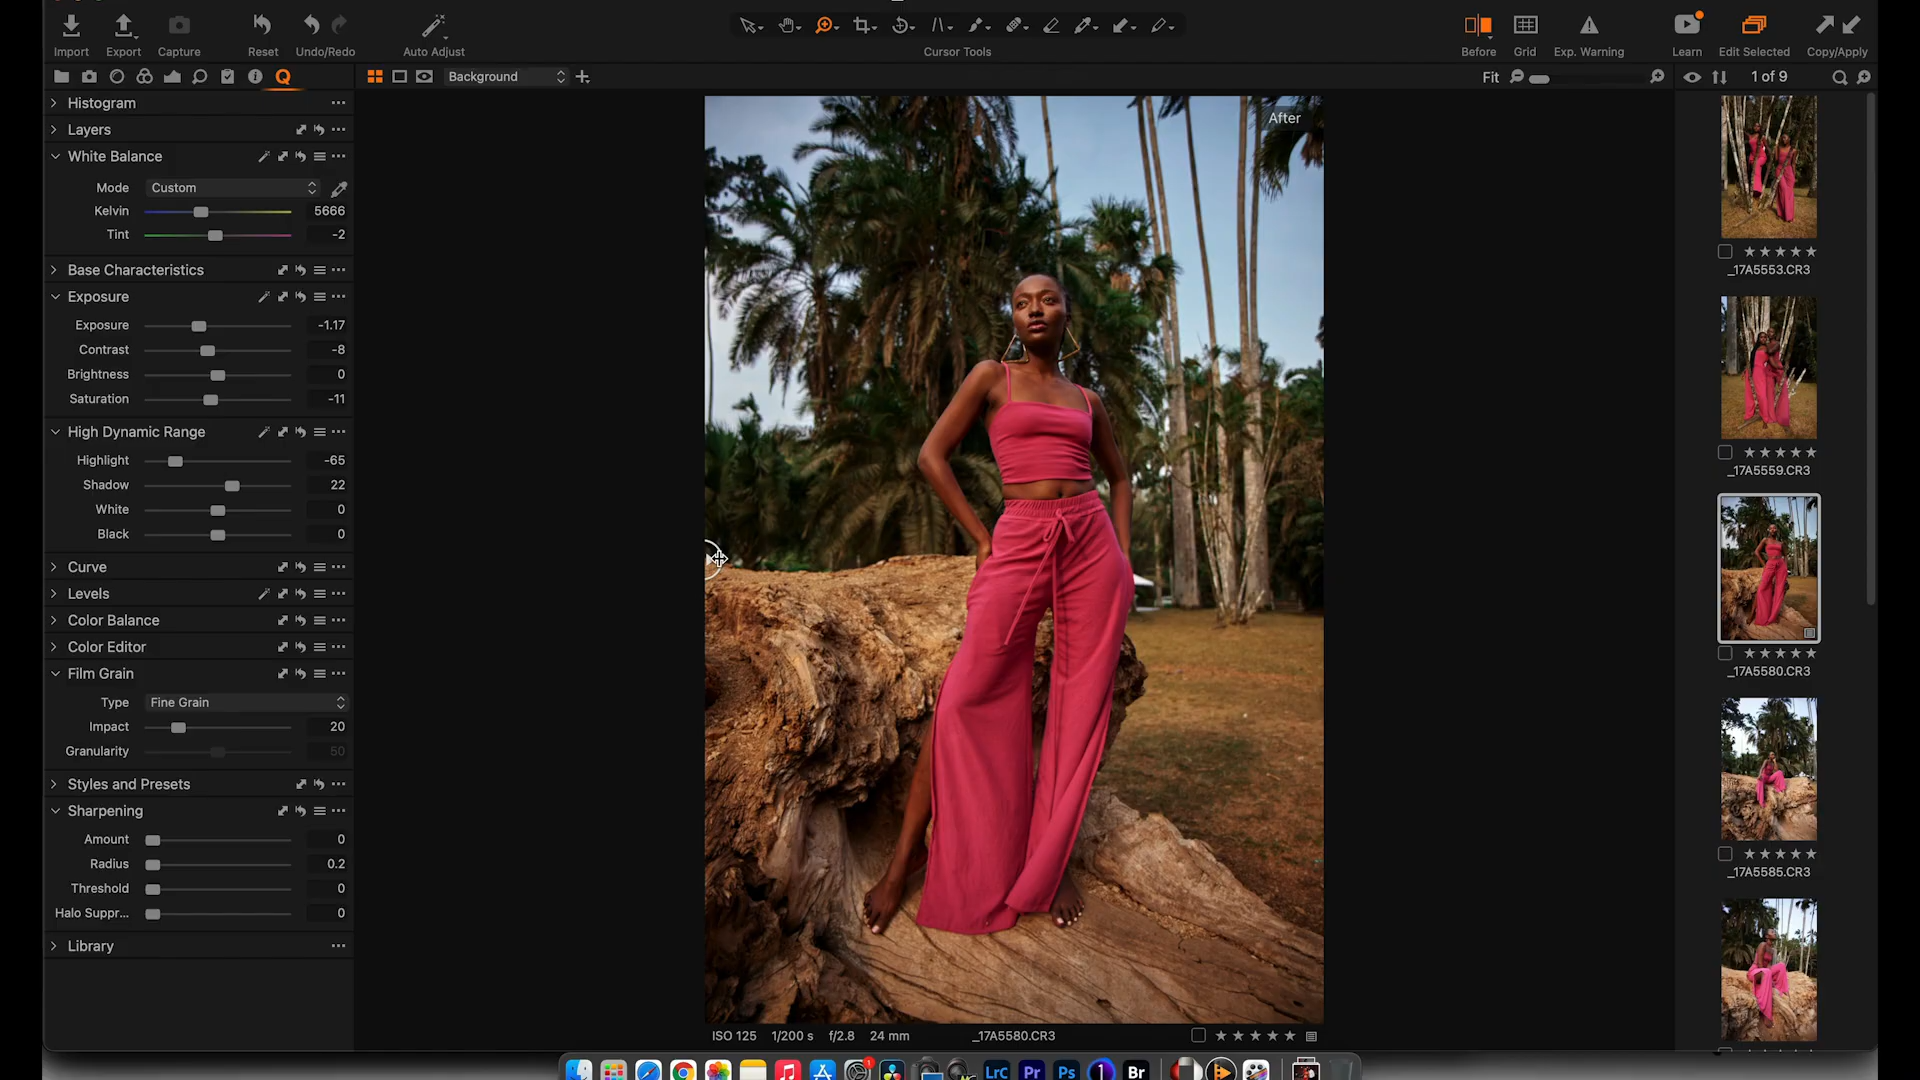 Import Export Capture Reset Undo/Redo Auto Adjust Cursor Tools Before Grid Exp. Warning Learn Edit Selected Copy/Apply
Background
Fit
1 of 9
Histogram
Layers
White Balance
Mode Custom
Kelvin 5666
Tint -2
Base Characteristics
Exposure
Exposure -1.17
Contrast -8
Brightness 0
Saturation -11
High Dynamic Range
Highlight -65
Shadow 22
White 0
Black 0
Curve
Levels
Color Balance
Color Editor
Film Grain
Type Fine Grain
Impact 20
Granularity 50
Styles and Presets
Sharpening
Amount 0
Radius 0.2
Threshold 0
Halo Suppr... 0
Library
After
ISO 125 1/200 s f/2.8 24 mm _17A5580.CR3
_17A5553.CR3
_17A5559.CR3
_17A5580.CR3
_17A5585.CR3
LrC Pr Ps 1 Br